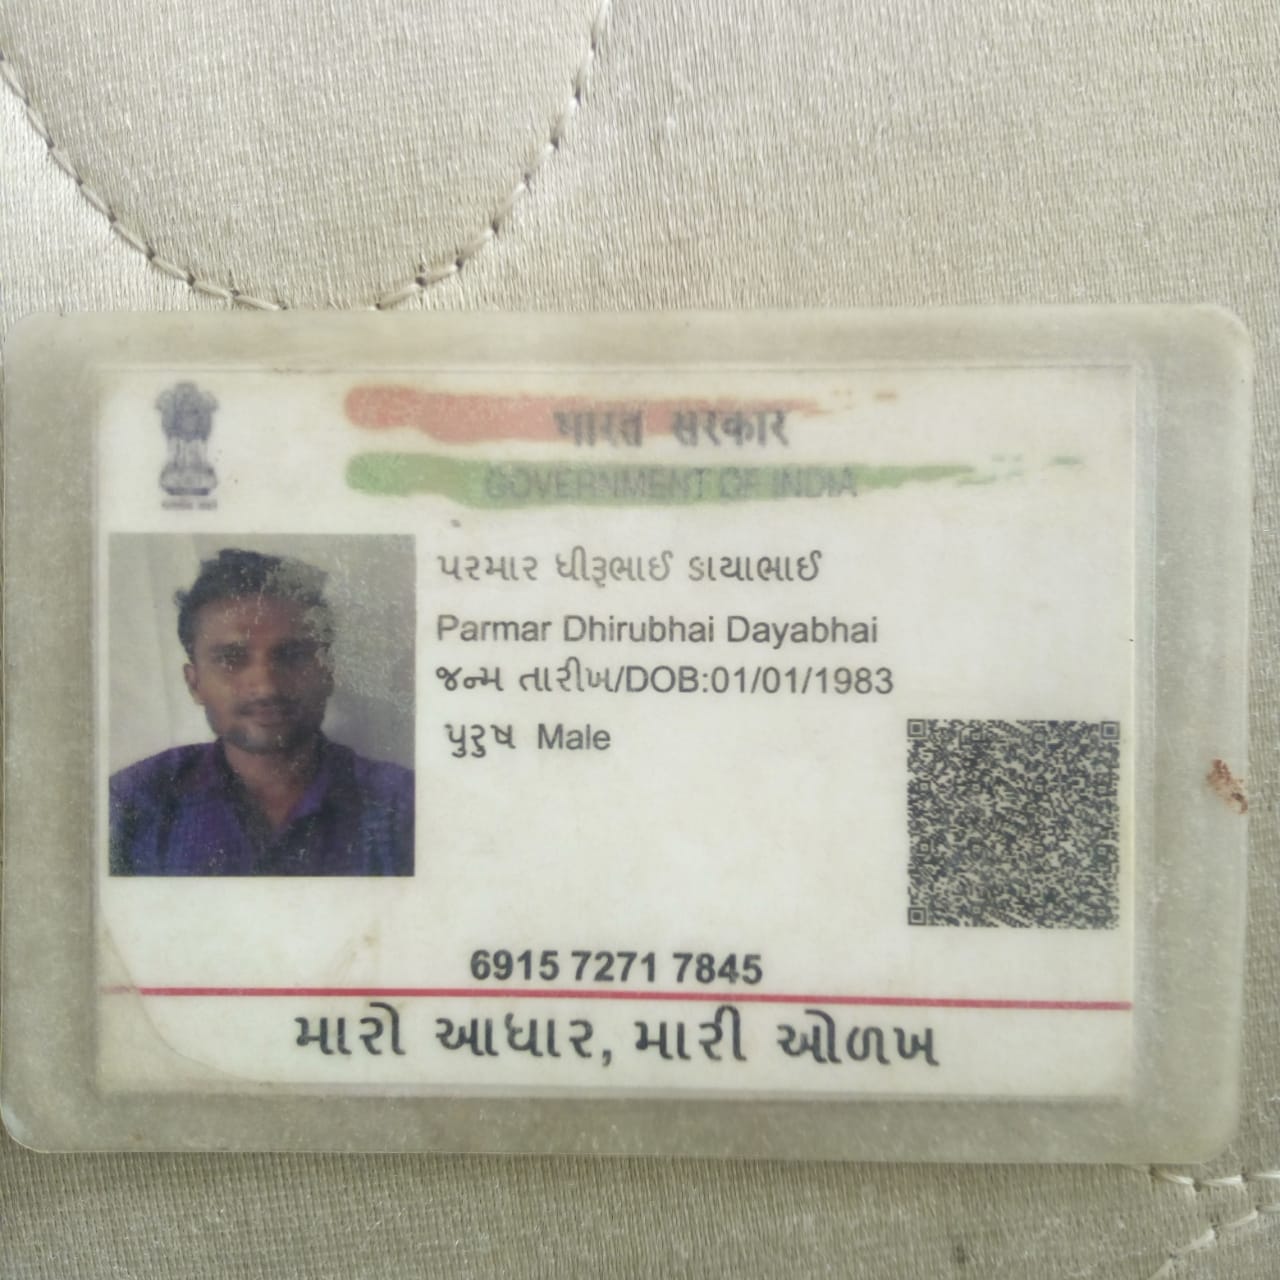 भारत सरकार
GOVERNMENT OF INDIA
પરમાર ધીરૂભાઈ ડાયાભાઈ
Parmar Dhirubhai Dayabhai
જન્મ તારીખ/DOB:01/01/1983
પુરુષ Male
6915 7271 7845
મારો આધાર, મારી ઓળખ